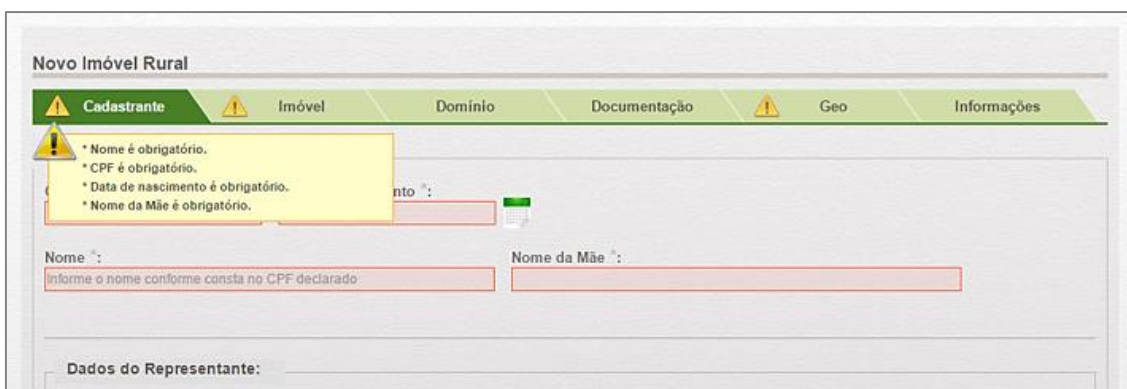 Novo Imóvel Rural
Cadastrante Imóvel Domínio Documentação Geo Informações
* Nome é obrigatório.
* CPF é obrigatório.
* Data de nascimento é obrigatório.
* Nome da Mãe é obrigatório.
nto *:
Nome *: Nome da Mãe *:
Informe o nome conforme consta no CPF declarado
Dados do Representante: